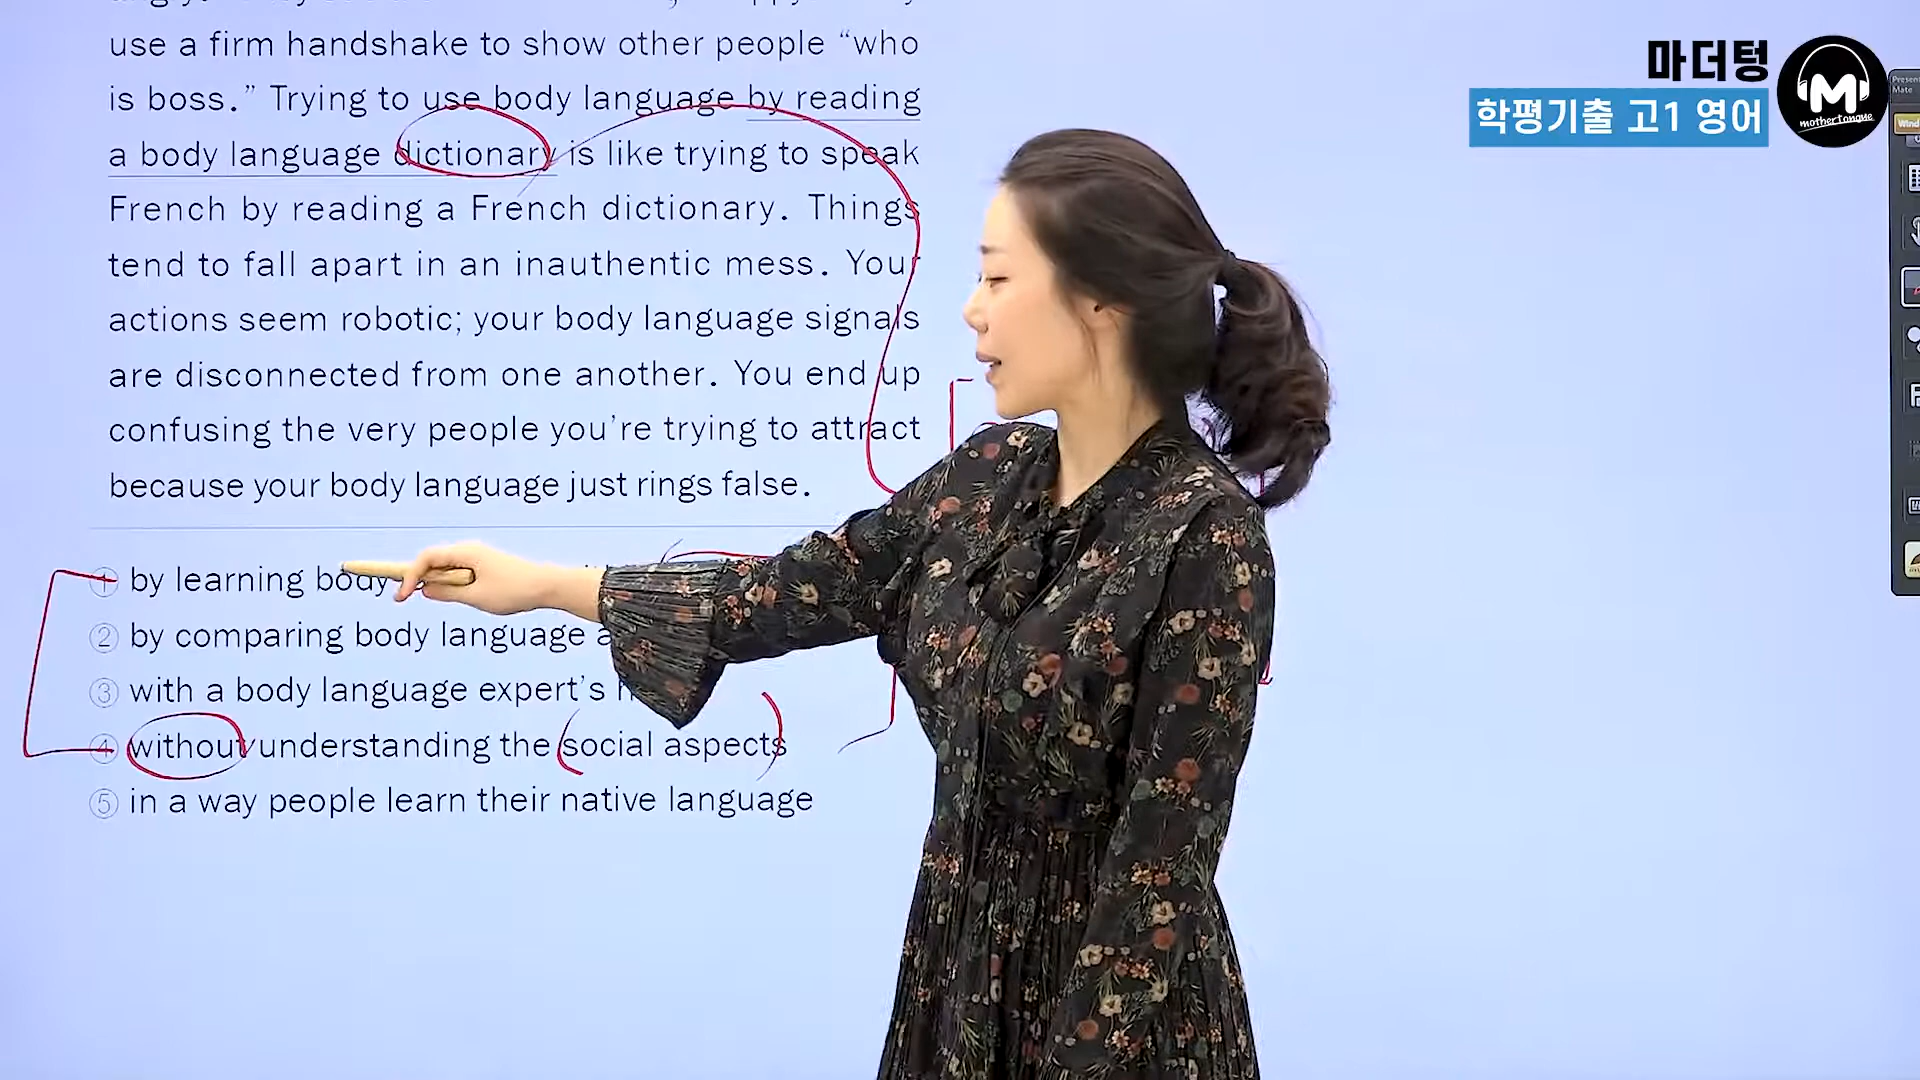 use a firm handshake to show other people “who
is boss.” Trying to use body language by reading
a body language dictionary is like trying to speak
French by reading a French dictionary. Things
tend to fall apart in an inauthentic mess. Your
actions seem robotic; your body language signals
are disconnected from one another. You end up
confusing the very people you’re trying to attract
because your body language just rings false.
① by learning body
② by comparing body language
③ with a body language expert’s
④ without understanding the social aspects
⑤ in a way people learn their native language
마더텅
학평기출 고1 영어
M
mothertongue
Present
Mate